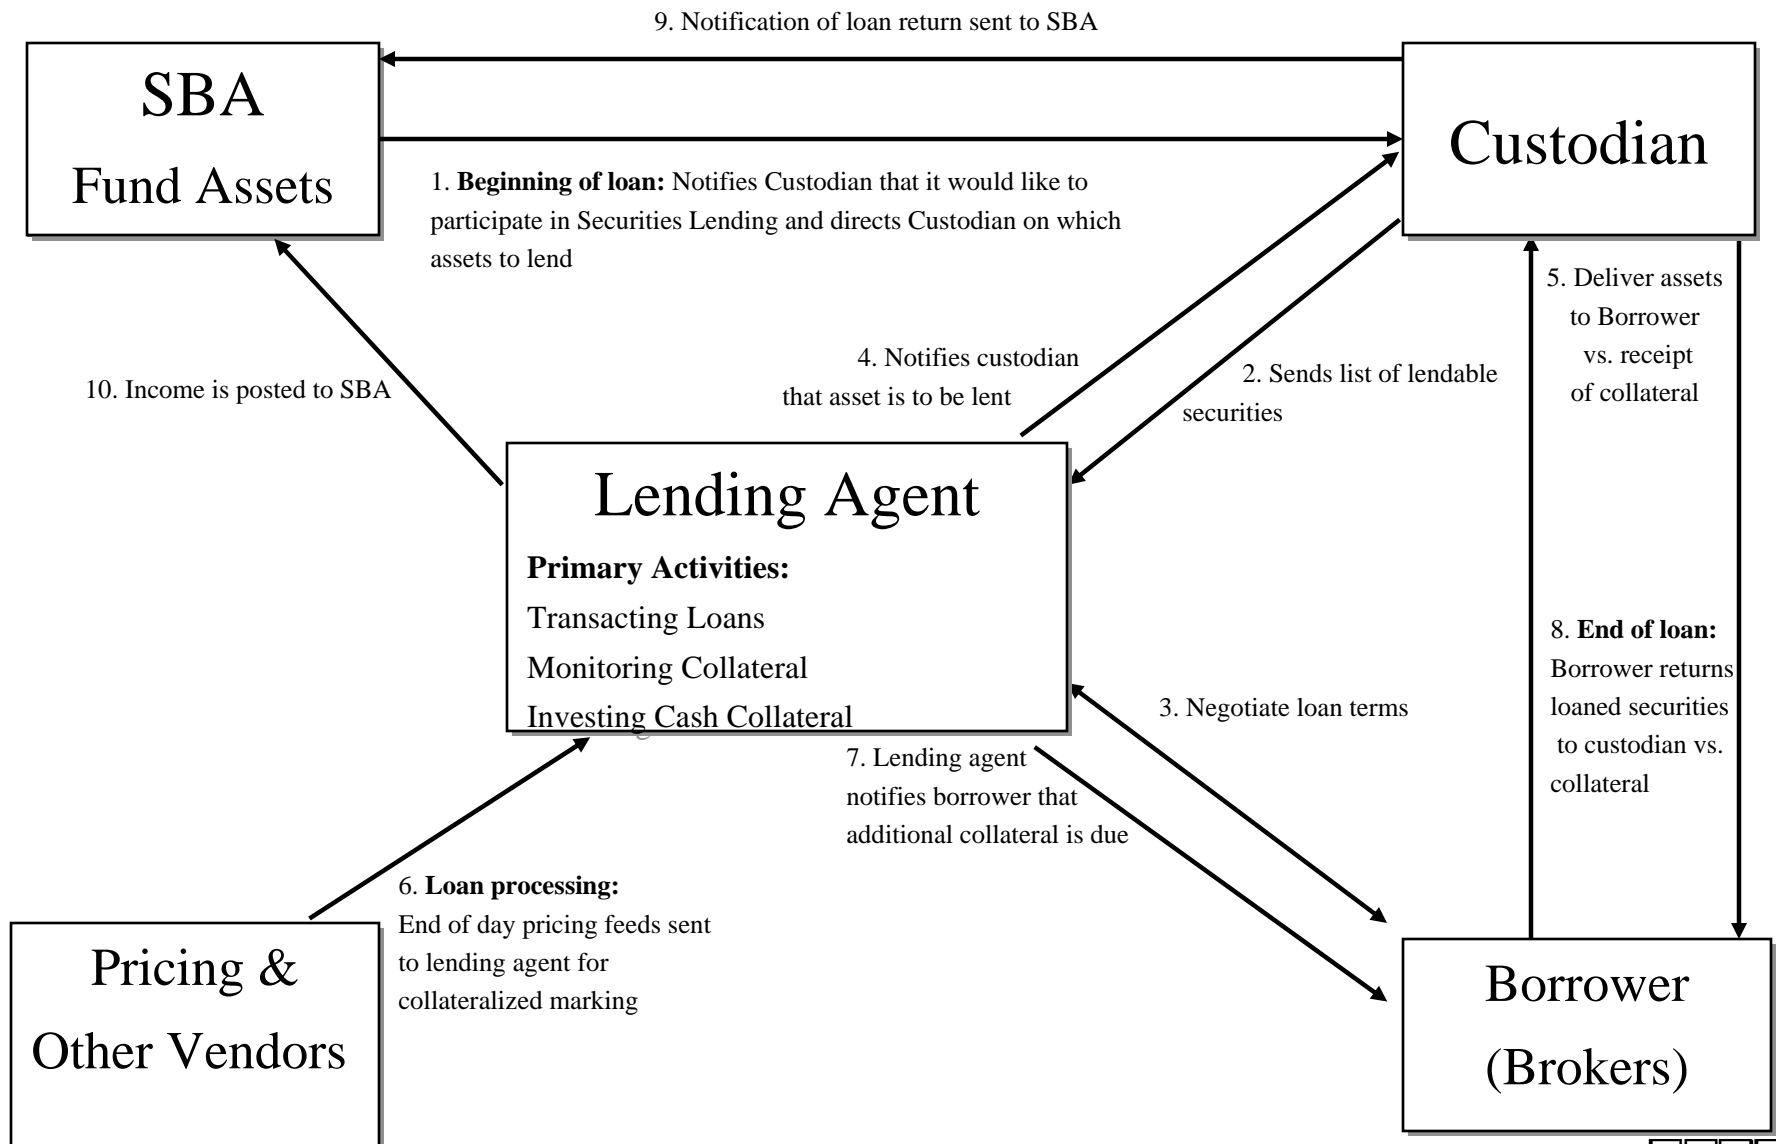 9. Notification of loan return sent to SBA
SBA
Fund Assets
Custodian
1. Beginning of loan: Notifies Custodian that it would like to
participate in Securities Lending and directs Custodian on which
assets to lend
5. Deliver assets
to Borrower
vs. receipt
of collateral
4. Notifies custodian
that asset is to be lent
2. Sends list of lendable
securities
10. Income is posted to SBA
Lending Agent
Primary Activities:
Transacting Loans
Monitoring Collateral
Investing Cash Collateral
8. End of loan:
Borrower returns
loaned securities
to custodian vs.
collateral
3. Negotiate loan terms
7. Lending agent
notifies borrower that
additional collateral is due
6. Loan processing:
End of day pricing feeds sent
to lending agent for
collateralized marking
Pricing &
Other Vendors
Borrower
(Brokers)